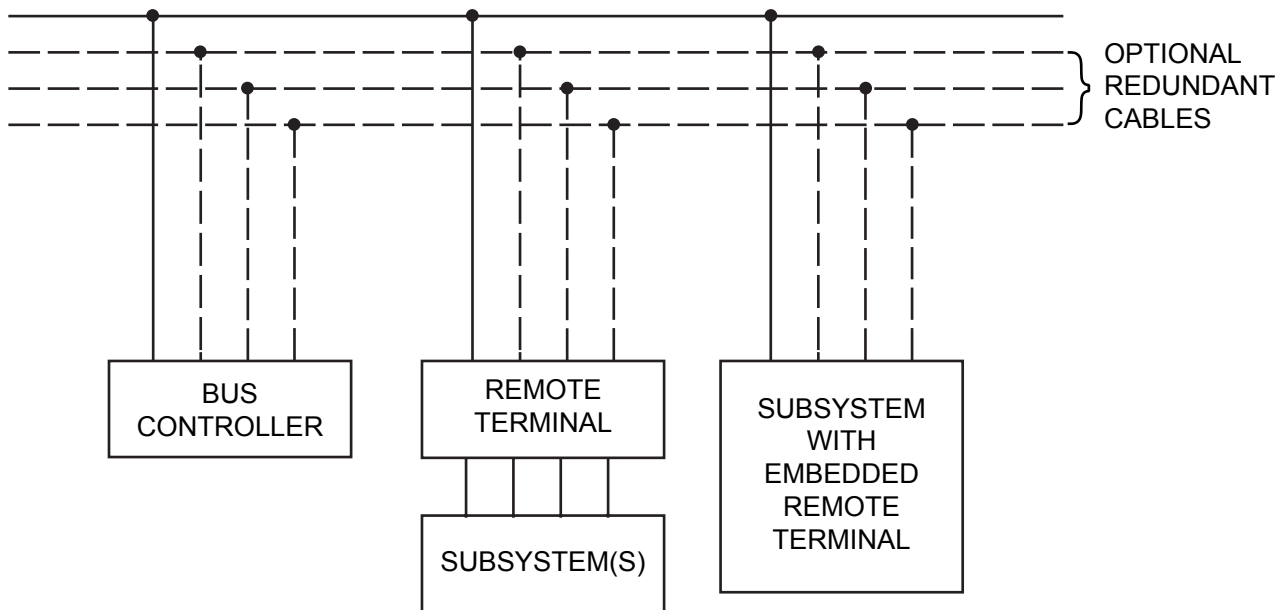 OPTIONAL
REDUNDANT
CABLES
BUS
CONTROLLER
REMOTE
TERMINAL
SUBSYSTEM(S)
SUBSYSTEM
WITH
EMBEDDED
REMOTE
TERMINAL